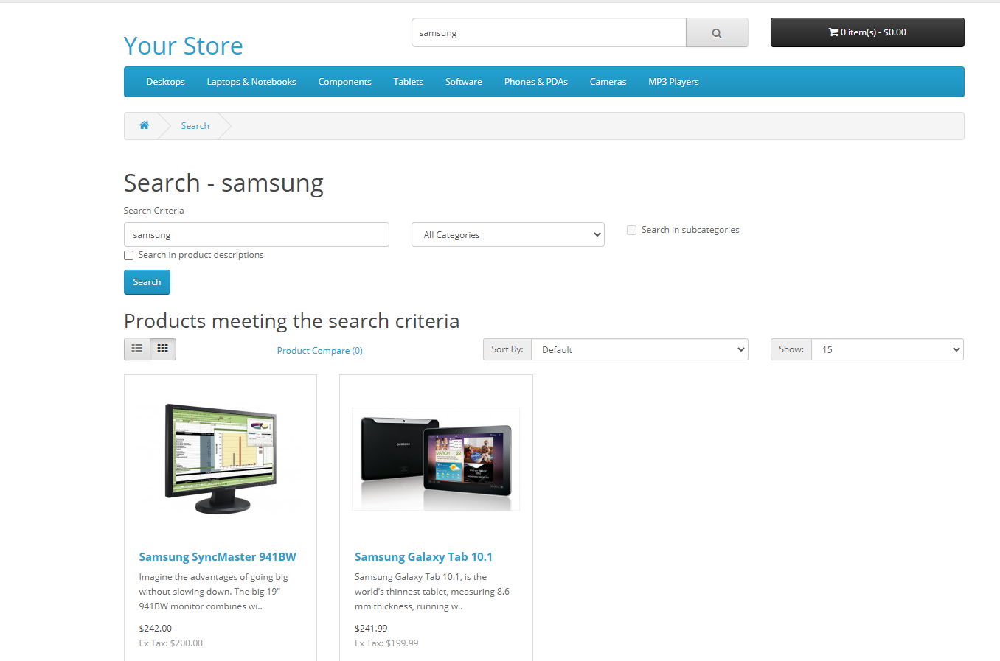 samsung
0 item(s) - $0.00
Your Store
Desktops Laptops & Notebooks Components Tablets Software Phones & PDAs Cameras MP3 Players
Search
Search - samsung
Search Criteria
samsung
All Categories
Search in subcategories
Search in product descriptions
Search
Products meeting the search criteria
Product Compare (0)
Sort By: Default
Show: 15
SAMSUNG
MARCH 22
Samsung SyncMaster 941BW
Imagine the advantages of going big
without slowing down. The big 19"
941BW monitor combines wi..
$242.00
Ex Tax: $200.00
Samsung Galaxy Tab 10.1
Samsung Galaxy Tab 10.1, is the
world’s thinnest tablet, measuring 8.6
mm thickness, running w..
$241.99
Ex Tax: $199.99